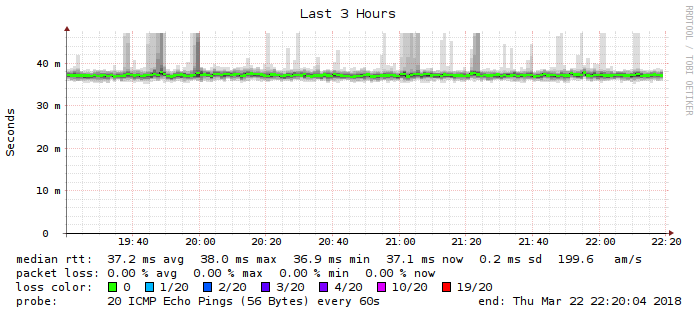 Last 3 Hours
RRDTOOL / TOBI OETIKER
Seconds
40 m
30 m
20 m
10 m
0
19:40 20:00 20:20 20:40 21:00 21:20 21:40 22:00 22:20
median rtt: 37.2 ms avg 38.0 ms max 36.9 ms min 37.1 ms now 0.2 ms sd 199.6 am/s
packet loss: 0.00 % avg 0.00 % max 0.00 % min 0.00 % now
loss color: 0 1/20 2/20 3/20 4/20 10/20 19/20
probe: 20 ICMP Echo Pings (56 Bytes) every 60s end: Thu Mar 22 22:20:04 2018